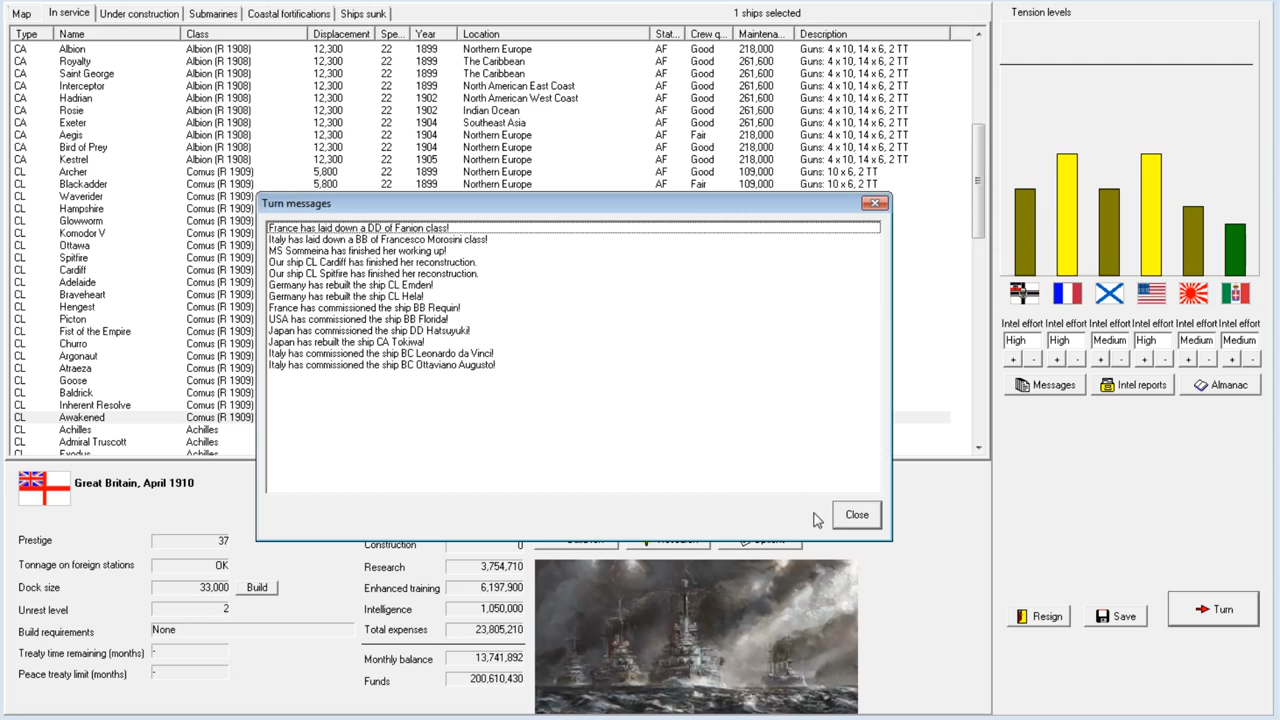 Map In service Under construction Submarines Coastal fortifications Ships sunk 1 ships selected Tension levels
Type Name Class Displacement Spe... Year Location Stat... Crew q... Maintena... Description
CA Albion Albion (R 1908) 12,300 22 1899 Northern Europe AF Good 218,000 Guns: 4 x 10, 14 x 6, 2 TT
CA Royalty Albion (R 1908) 12,300 22 1899 The Caribbean AF Good 261,600 Guns: 4 x 10, 14 x 6, 2 TT
CA Saint George Albion (R 1908) 12,300 22 1899 The Caribbean AF Good 261,600 Guns: 4 x 10, 14 x 6, 2 TT
CA Interceptor Albion (R 1908) 12,300 22 1899 North American East Coast AF Good 261,600 Guns: 4 x 10, 14 x 6, 2 TT
CA Hadrian Albion (R 1908) 12,300 22 1902 North American West Coast AF Good 261,600 Guns: 4 x 10, 14 x 6, 2 TT
CA Rosie Albion (R 1908) 12,300 22 1902 Indian Ocean AF Good 261,600 Guns: 4 x 10, 14 x 6, 2 TT
CA Exeter Albion (R 1908) 12,300 22 1904 Southeast Asia AF Good 261,600 Guns: 4 x 10, 14 x 6, 2 TT
CA Aegis Albion (R 1908) 12,300 22 1904 Northern Europe AF Fair 218,000 Guns: 4 x 10, 14 x 6, 2 TT
CA Bird of Prey Albion (R 1908) 12,300 22 1904 Northern Europe AF Good 218,000 Guns: 4 x 10, 14 x 6, 2 TT
CA Kestrel Albion (R 1908) 12,300 22 1905 Northern Europe AF Good 218,000 Guns: 4 x 10, 14 x 6, 2 TT
CL Archer Comus (R 1909) 5,800 22 1899 Northern Europe AF Good 109,000 Guns: 10 x 6, 2 TT
CL Blackadder Comus (R 1909) 5,800 22 1899 Northern Europe AF Fair 109,000 Guns: 10 x 6, 2 TT
CL Waverider Comus (R 1909)
CL Hampshire Comus (R 1909)
CL Glowworm Comus (R 1909)
CL Komodor V Comus (R 1909)
CL Ottawa Comus (R 1909)
CL Spitfire Comus (R 1909)
CL Cardiff Comus (R 1909)
CL Adelaide Comus (R 1909)
CL Braveheart Comus (R 1909)
CL Hengest Comus (R 1909)
CL Picton Comus (R 1909)
CL Fist of the Empire Comus (R 1909)
CL Churro Comus (R 1909)
CL Argonaut Comus (R 1909)
CL Atraeza Comus (R 1909)
CL Goose Comus (R 1909)
CL Baldrick Comus (R 1909)
CL Inherent Resolve Comus (R 1909)
CL Awakened Comus (R 1909)
CL Achilles Achilles
CL Admiral Truscott Achilles
CL Exodus Achilles
Turn messages
France has laid down a DD of Fanion class!
Italy has laid down a BB of Francesco Morosini class!
MS Sommeina has finished her working up!
Our ship CL Cardiff has finished her reconstruction.
Our ship CL Spitfire has finished her reconstruction.
Germany has rebuilt the ship CL Emden!
Germany has rebuilt the ship CL Hela!
France has commissioned the ship BB Requin!
USA has commissioned the ship BB Florida!
Japan has commissioned the ship DD Hatsuyuki!
Japan has rebuilt the ship CA Tokiwa!
Italy has commissioned the ship BC Leonardo da Vinci!
Italy has commissioned the ship BC Ottaviano Augusto!
Close
Intel effort Intel effort Intel effort Intel effort Intel effort Intel effort
High High Medium High Medium Medium
+ - + - + - + - + - + -
Messages Intel reports Almanac
Resign Save Turn
Great Britain, April 1910
Prestige 37
Tonnage on foreign stations OK
Dock size 33,000 Build
Unrest level 2
Build requirements None
Treaty time remaining (months) -
Peace treaty limit (months) -
Construction 0
Research 3,754,710
Enhanced training 6,197,900
Intelligence 1,050,000
Total expenses 23,805,210
Monthly balance 13,741,892
Funds 200,610,430